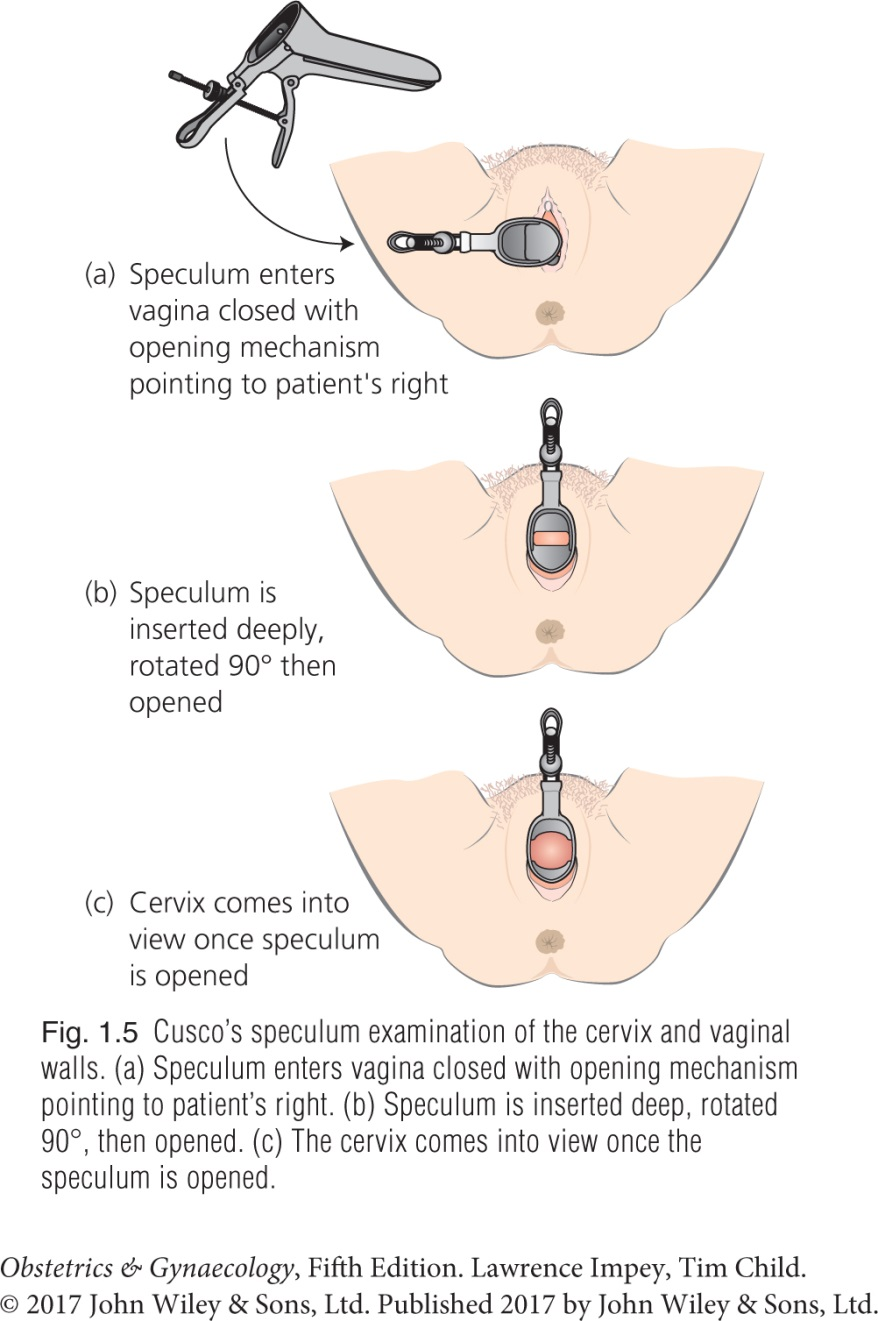 (a) Speculum enters
vagina closed with
opening mechanism
pointing to patient's right
(b) Speculum is
inserted deeply,
rotated 90° then
opened
(c) Cervix comes into
view once speculum
is opened
Fig. 1.5 Cusco’s speculum examination of the cervix and vaginal
walls. (a) Speculum enters vagina closed with opening mechanism
pointing to patient’s right. (b) Speculum is inserted deep, rotated
90°, then opened. (c) The cervix comes into view once the
speculum is opened.
Obstetrics & Gynaecology, Fifth Edition. Lawrence Impey, Tim Child.
© 2017 John Wiley & Sons, Ltd. Published 2017 by John Wiley & Sons, Ltd.